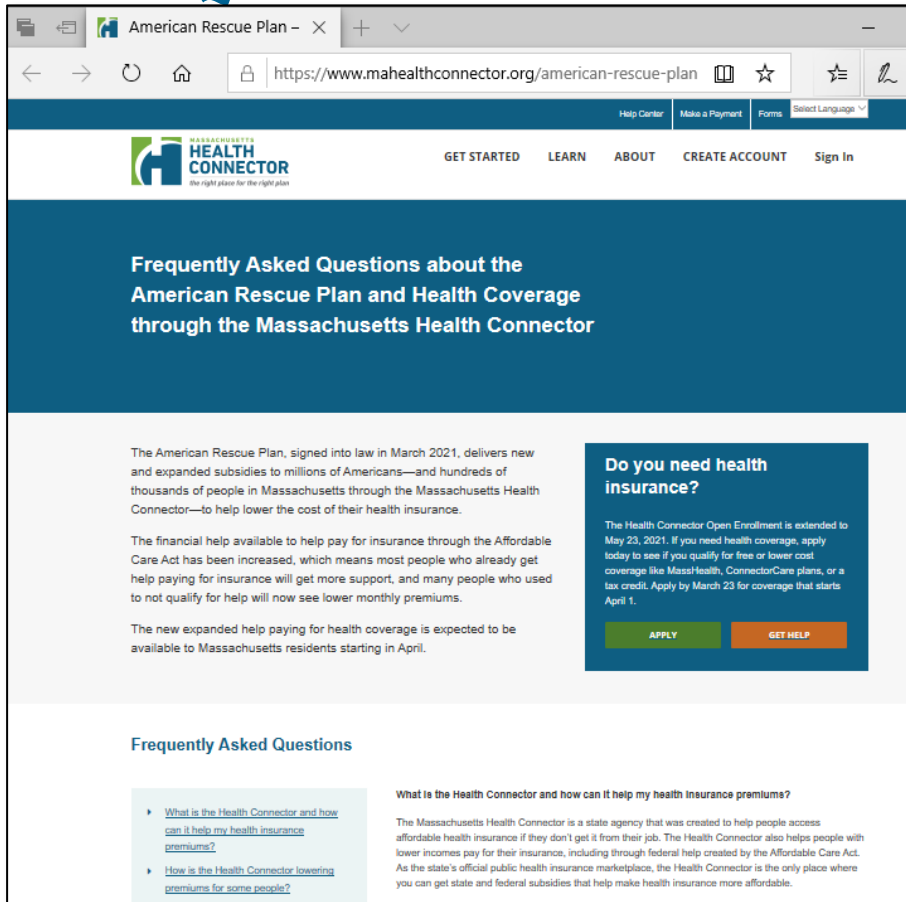 American Rescue Plan –
https://www.mahealthconnector.org/american-rescue-plan
Help Center
Make a Payment
Forms
Select Language
MASSACHUSETTS
HEALTH
CONNECTOR
the right place for the right plan
GET STARTED
LEARN
ABOUT
CREATE ACCOUNT
Sign In
Frequently Asked Questions about the
American Rescue Plan and Health Coverage
through the Massachusetts Health Connector
The American Rescue Plan, signed into law in March 2021, delivers new
and expanded subsidies to millions of Americans—and hundreds of
thousands of people in Massachusetts through the Massachusetts Health
Connector—to help lower the cost of their health insurance.
The financial help available to help pay for insurance through the Affordable
Care Act has been increased, which means most people who already get
help paying for insurance will get more support, and many people who used
to not qualify for help will now see lower monthly premiums.
The new expanded help paying for health coverage is expected to be
available to Massachusetts residents starting in April.
Do you need health
insurance?
The Health Connector Open Enrollment is extended to
May 23, 2021. If you need health coverage, apply
today to see if you qualify for free or lower cost
coverage like MassHealth, ConnectorCare plans, or a
tax credit. Apply by March 23 for coverage that starts
April 1.
APPLY
GET HELP
Frequently Asked Questions
What is the Health Connector and how
can it help my health insurance
premiums?
How is the Health Connector lowering
premiums for some people?
What is the Health Connector and how can it help my health insurance premiums?
The Massachusetts Health Connector is a state agency that was created to help people access
affordable health insurance if they don't get it from their job. The Health Connector also helps people with
lower incomes pay for their insurance, including through federal help created by the Affordable Care Act.
As the state's official public health insurance marketplace, the Health Connector is the only place where
you can get state and federal subsidies that help make health insurance more affordable.